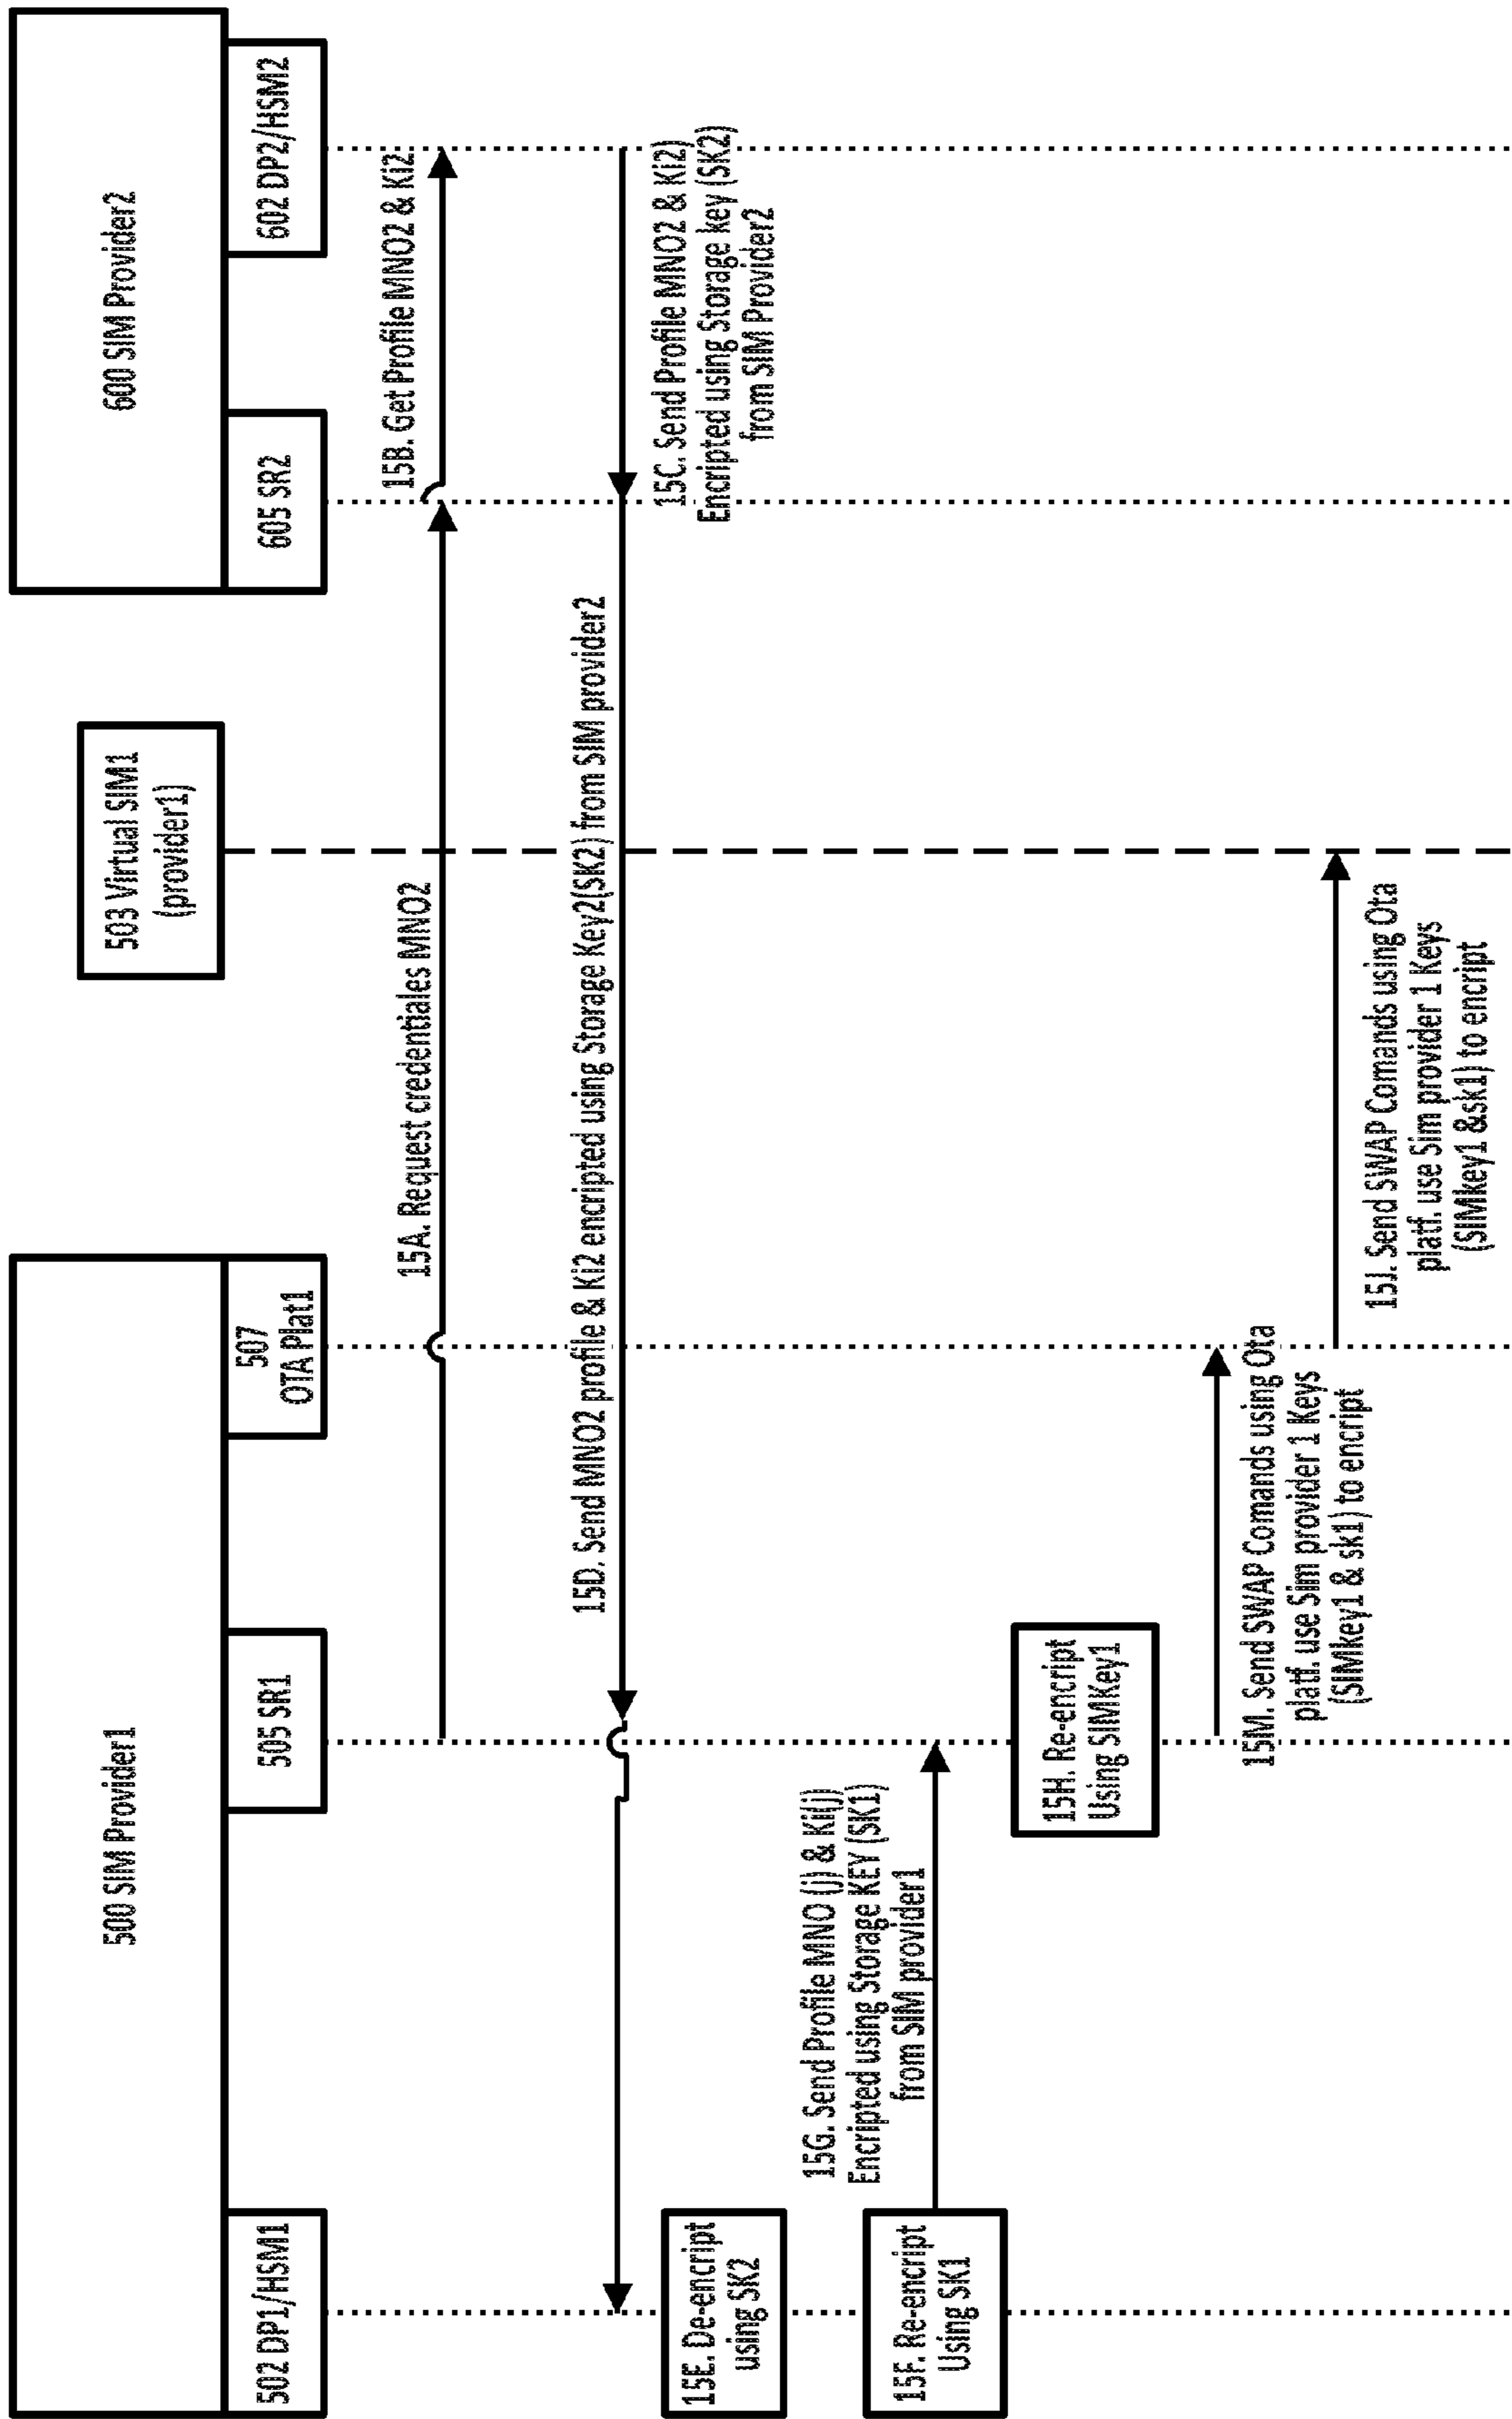 500 SIM Provider1
502 DP1/HSM1
505 SR1
507
OTA Plat1
503 Virtual SIM1
(provider1)
600 SIM Provider2
605 SR2
602 DP2/HSM2
15A. Request credentiales MNO2
15B. Get Profile MNO2 & Ki2
15D. Send MNO2 profile & Ki2 encripted using Storage Key2(SK2) from SIM provider2
15C. Send Profile MNO2 & Ki2)
Encripted using Storage key (SK2)
from SIM Provider2
15E. De-encript
using SK2
15G. Send Profile MNO (j) & Ki(j)
Encripted using Storage KEY (SK1)
from SIM provider1
15F. Re-encript
Using SK1
15H. Re-encript
Using SIMKey1
15M. Send SWAP Comands using Ota
platf. use Sim provider 1 Keys
(SIMkey1 & sk1) to encript
15J. Send SWAP Comands using Ota
platf. use Sim provider 1 Keys
(SIMkey1 &sk1) to encript